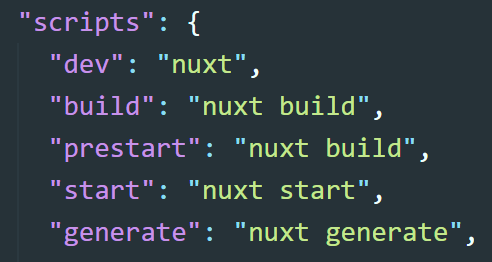 "scripts": {
"dev": "nuxt",
"build": "nuxt build",
"prestart": "nuxt build",
"start": "nuxt start",
"generate": "nuxt generate",